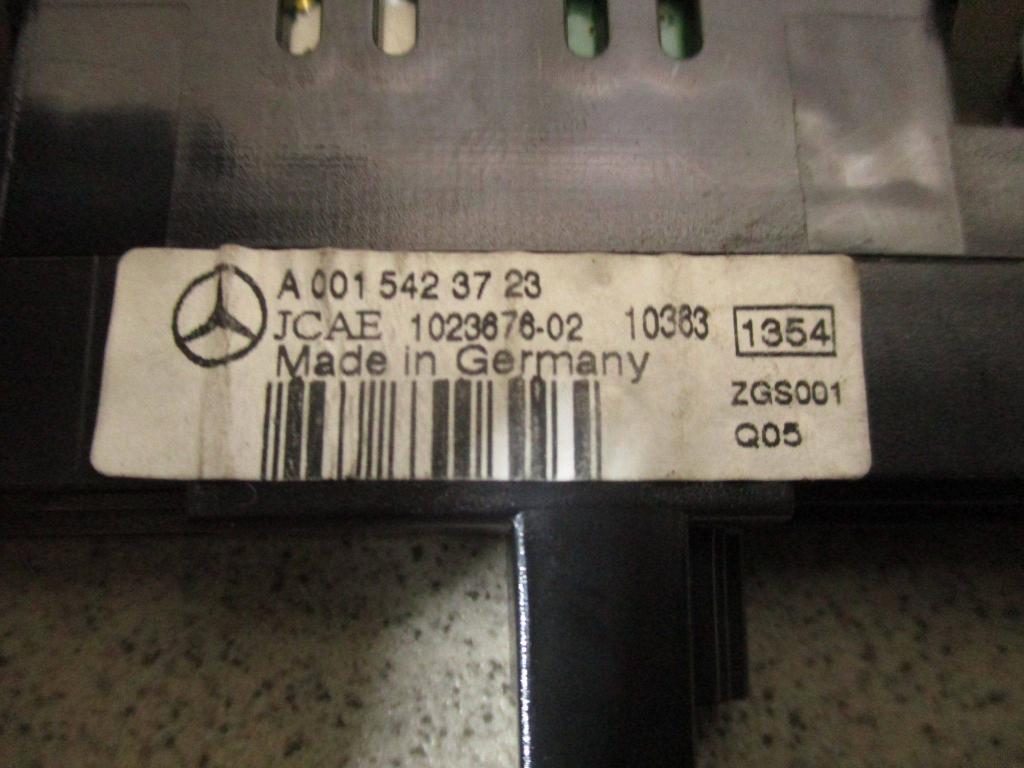 A 001 542 37 23
JCAE 1023676-02 10363 1354
Made in Germany
ZGS001
Q05